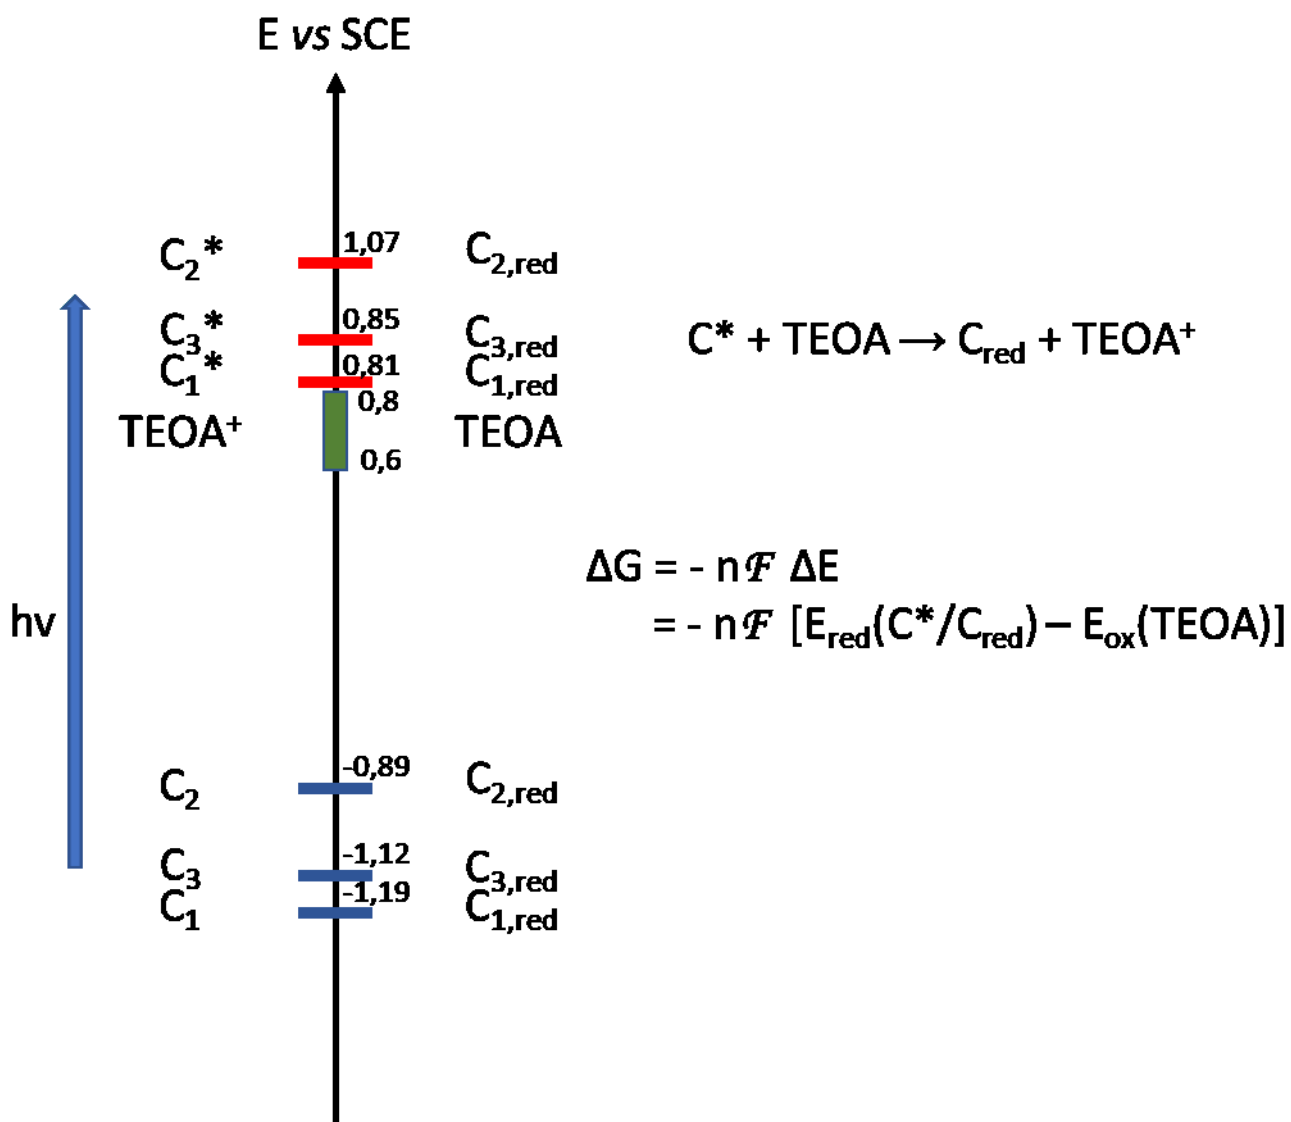 E vs SCE
C2* 1,07 C2,red
C3* 0,85 C3,red
C1* 0,81 C1,red
0,8
TEOA+ TEOA
0,6
C* + TEOA → Cred + TEOA+
ΔG = - nℱ ΔE
= - nℱ [Ered(C*/Cred) – Eox(TEOA)]
hν
C2 -0,89 C2,red
C3 -1,12 C3,red
C1 -1,19 C1,red